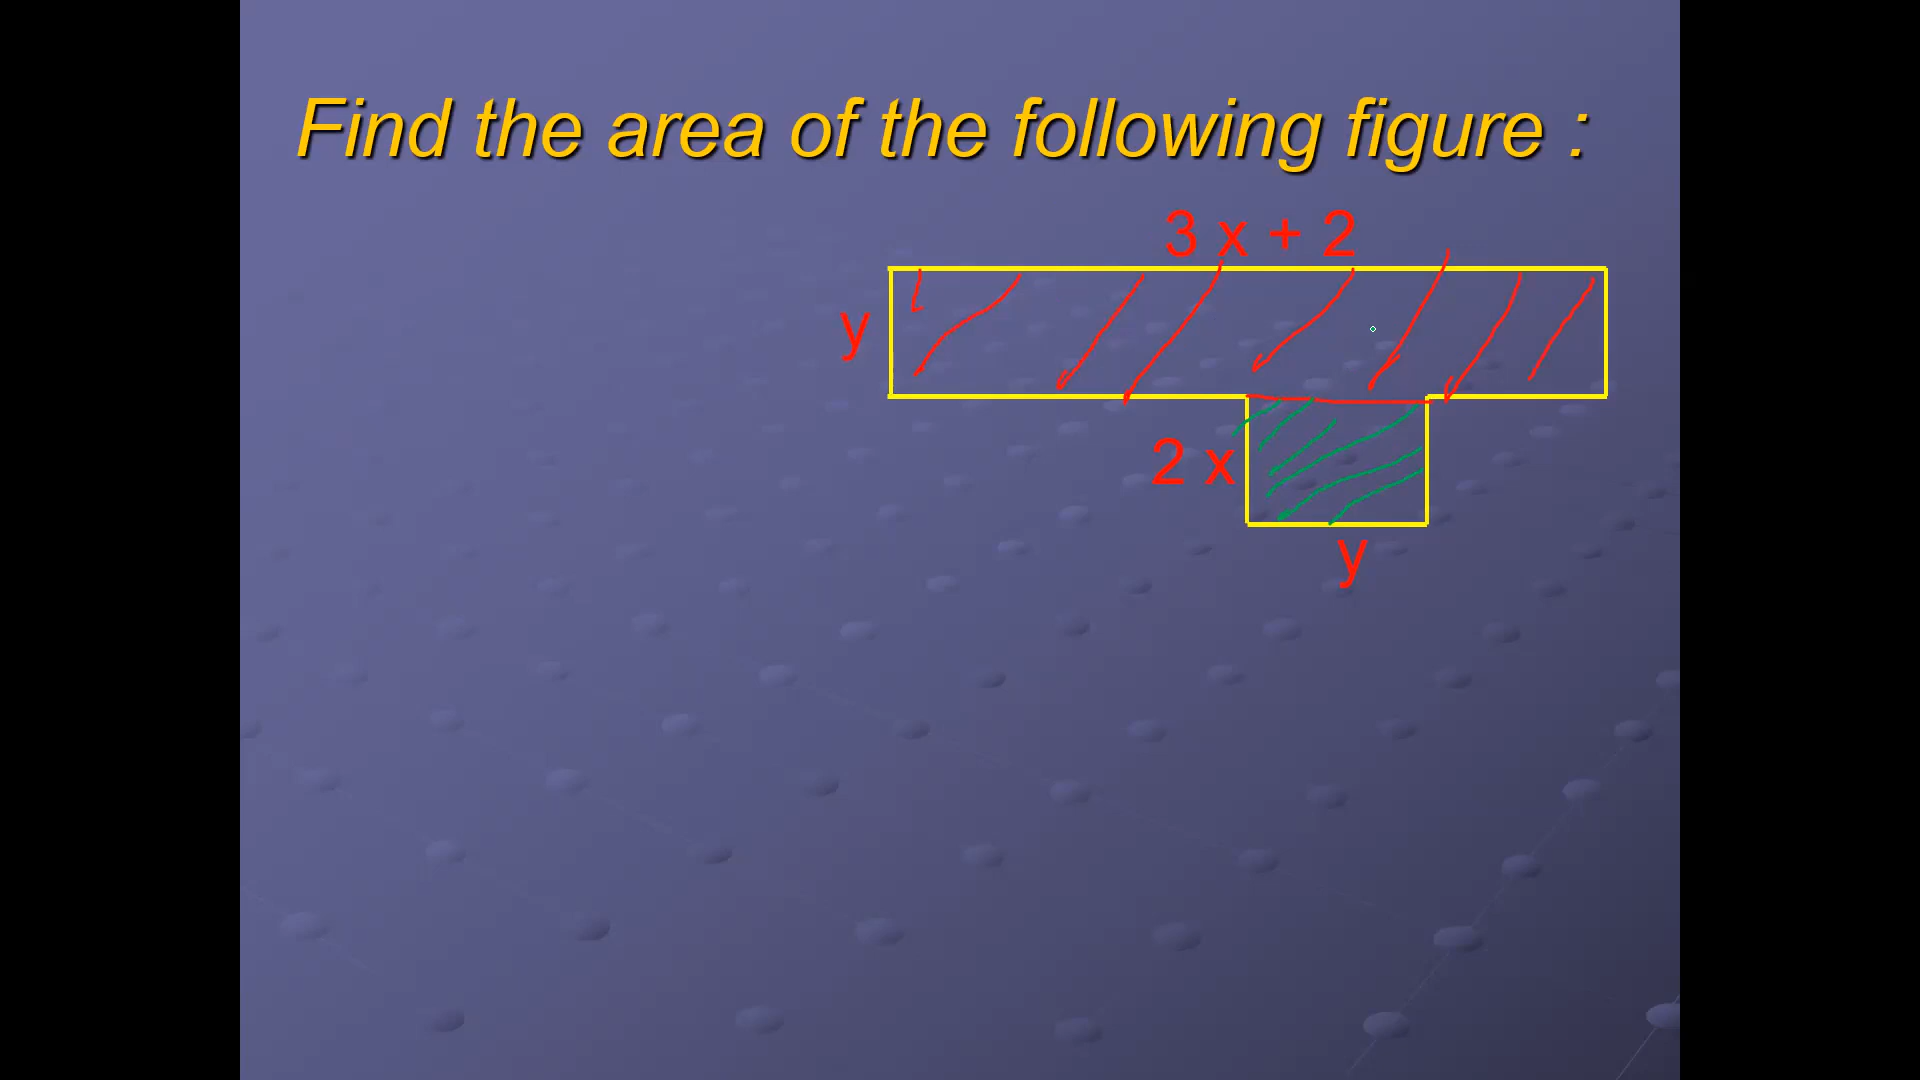 Find the area of the following figure :
3 x + 2
y
2 x
y